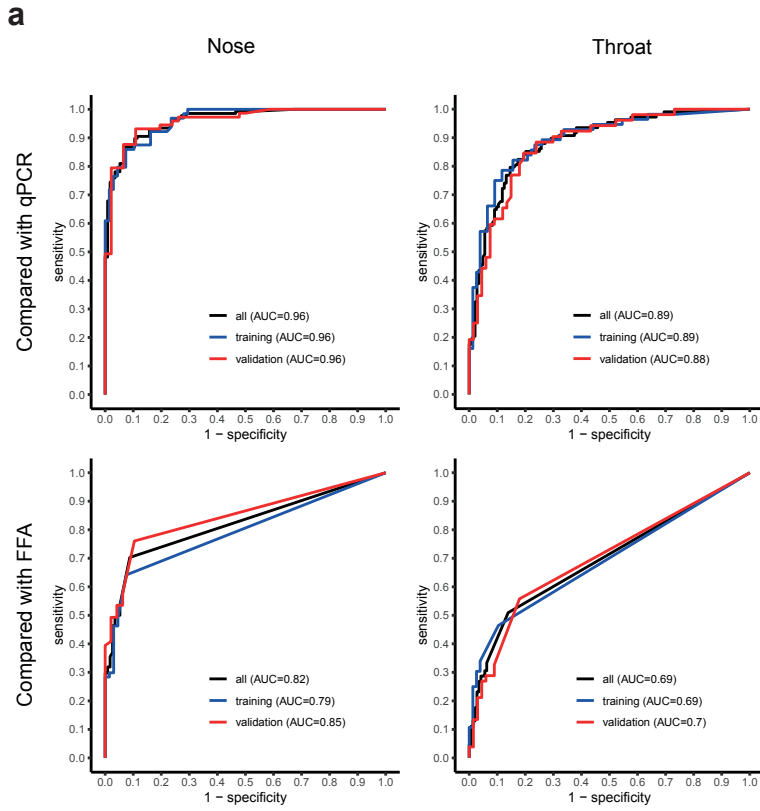 a
Nose
Throat
Compared with qPCR
sensitivity
1.0
0.9
0.8
0.7
0.6
0.5
0.4
0.3
0.2
0.1
0.0
all (AUC=0.96)
training (AUC=0.96)
validation (AUC=0.96)
0.0 0.1 0.2 0.3 0.4 0.5 0.6 0.7 0.8 0.9 1.0
1 − specificity
sensitivity
1.0
0.9
0.8
0.7
0.6
0.5
0.4
0.3
0.2
0.1
0.0
all (AUC=0.89)
training (AUC=0.89)
validation (AUC=0.88)
0.0 0.1 0.2 0.3 0.4 0.5 0.6 0.7 0.8 0.9 1.0
1 − specificity
Compared with FFA
sensitivity
1.0
0.9
0.8
0.7
0.6
0.5
0.4
0.3
0.2
0.1
0.0
all (AUC=0.82)
training (AUC=0.79)
validation (AUC=0.85)
0.0 0.1 0.2 0.3 0.4 0.5 0.6 0.7 0.8 0.9 1.0
1 − specificity
sensitivity
1.0
0.9
0.8
0.7
0.6
0.5
0.4
0.3
0.2
0.1
0.0
all (AUC=0.69)
training (AUC=0.69)
validation (AUC=0.7)
0.0 0.1 0.2 0.3 0.4 0.5 0.6 0.7 0.8 0.9 1.0
1 − specificity